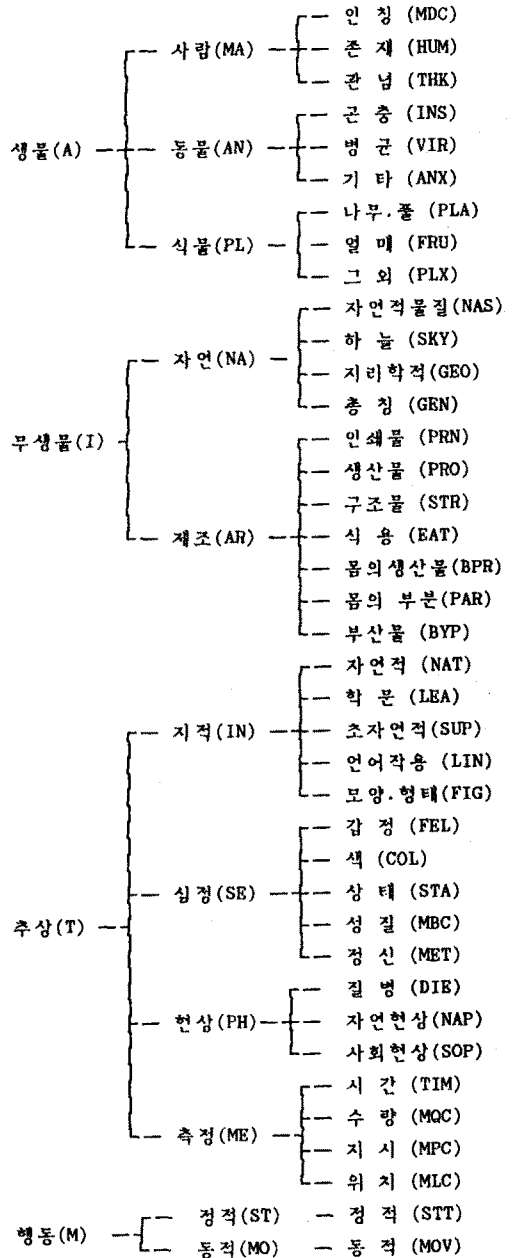 인 칭 (MDC)
사람(MA)
존 재 (HUM)
관 념 (THK)
곤 충 (INS)
생물(A)
동물(AN)
병 균 (VIR)
기 타 (ANX)
나무.풀 (PLA)
식물(PL)
열 매 (FRU)
그 외 (PLX)
자연적물질(NAS)
자연(NA)
하 늘 (SKY)
지리학적(GEO)
총 칭 (GEN)
무생물(I)
인쇄물 (PRN)
생산물 (PRO)
구조물 (STR)
제조(AR)
식 용 (EAT)
몸의생산물(BPR)
몸의 부분(PAR)
부산물 (BYP)
자연적 (NAT)
학 문 (LEA)
지적(IN)
초자연적(SUP)
언어작용 (LIN)
모양.형태(FIG)
감 정 (FEL)
색 (COL)
심정(SE)
상 태 (STA)
성 질 (MBC)
추상(T)
정 신 (MET)
질 병 (DIE)
현상(PH)
자연현상(NAP)
사회현상(SOP)
시 간 (TIM)
수 량 (MQC)
측정(ME)
지 시 (MPC)
위 치 (MLC)
정적(ST)
정 적 (STT)
행동(M)
동적(MO)
동 적 (MOV)